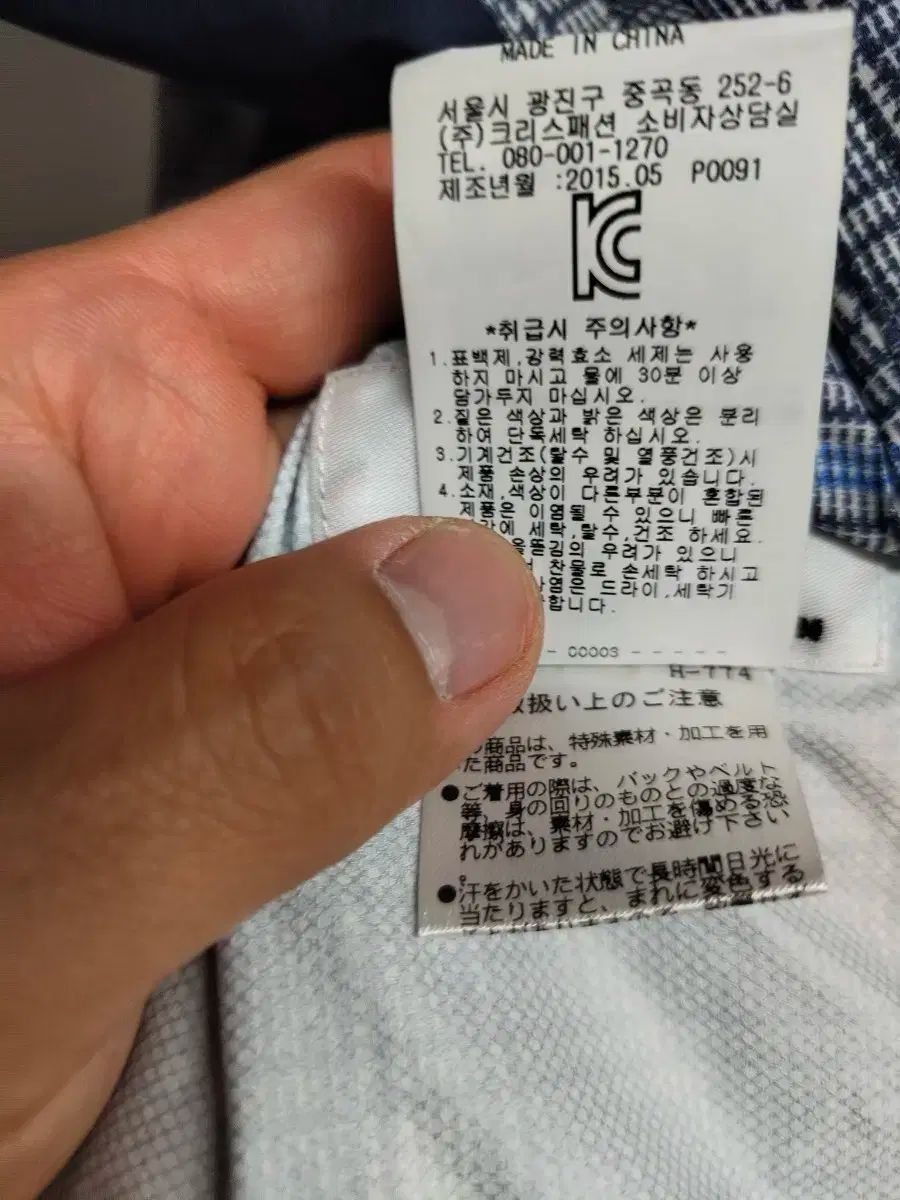 MADE IN CHINA
서울시 광진구 중곡동 252-6
(주)크리스패션 소비자상담실
TEL. 080-001-1270
제조년월 :2015.05 P0091
KC
*취급시 주의사항*
1.표백제,강력효소 세제는 사용
하지 마시고 물에 30분 이상
담가두지 마십시오.
2.짙은 색상과 밝은 색상은 분리
하여 단독세탁 하십시오.
3.기계건조(탈수 및 열풍건조)시
제품 손상의 우려가 있습니다.
4.소재,색상이 다른부분이 혼합된
제품은 이염될 수 있으니 빠른
세탁,탈수,건조 하세요.
올뜯김의 우려가 있으니
찬물로 손세탁 하시고
드라이,세탁기
합니다.
- 00003 - - - - -
H-774
扱い上のご注意
商品は、特殊素材・加工を用
た商品です。
●ご着用の際は、バックやベルト
等、身の回りのものとの過度な
摩擦は、素材・加工を傷める恐
れがありますのでお避け下さい
。
●汗をかいた状態で長時間日光に
当たりますと、まれに変色する